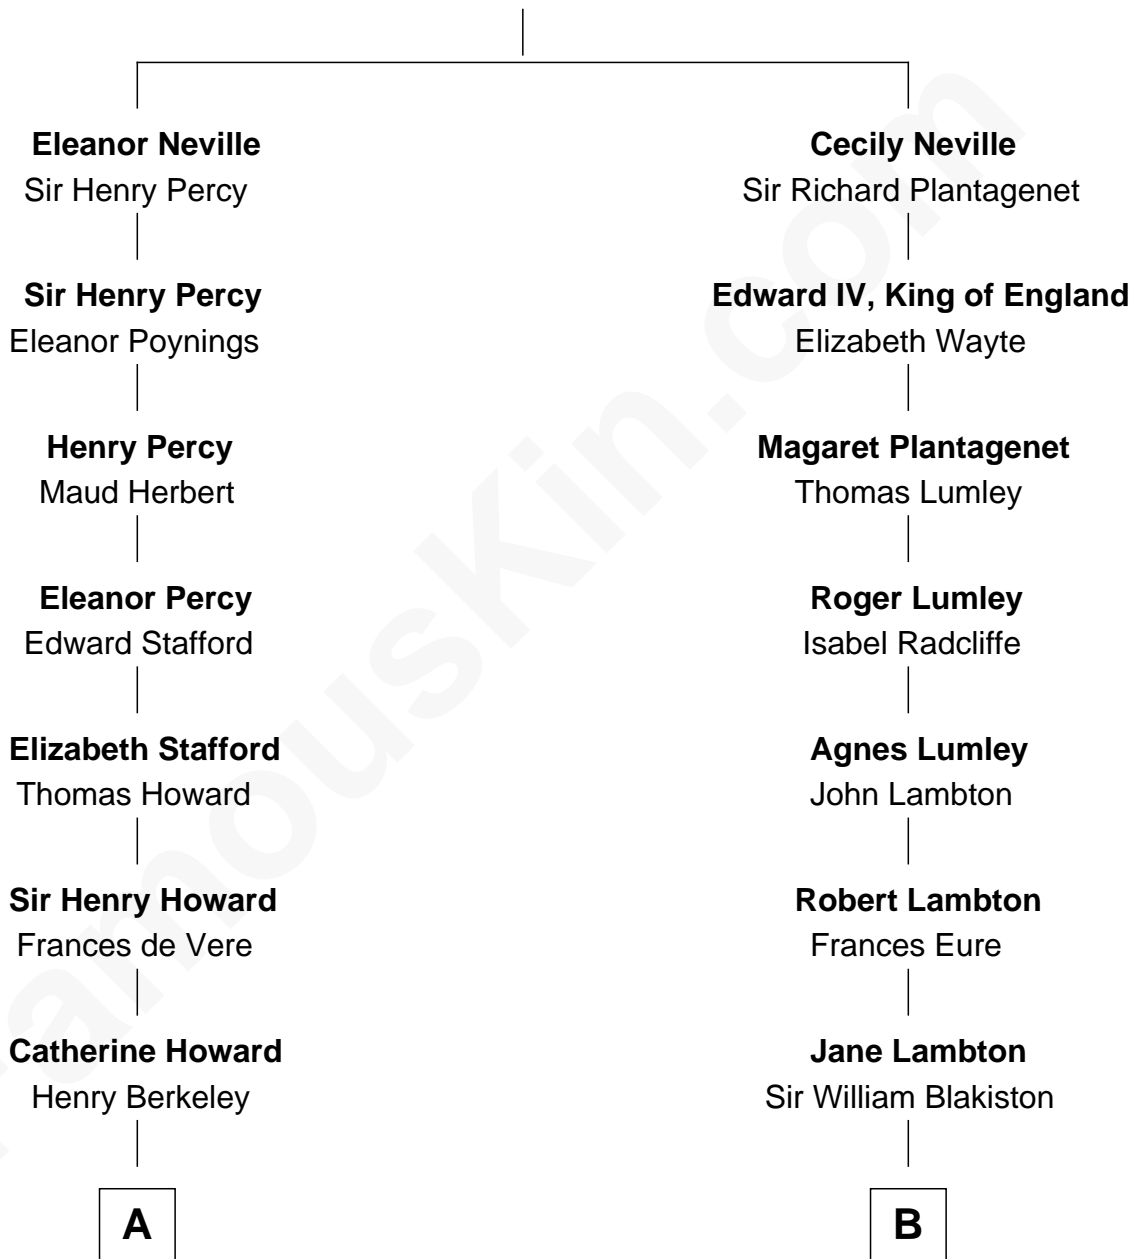 Eleanor Neville
Sir Henry Percy
Sir Henry Percy
Eleanor Poynings
Henry Percy
Maud Herbert
Eleanor Percy
Edward Stafford
Elizabeth Stafford
Thomas Howard
Sir Henry Howard
Frances de Vere
Catherine Howard
Henry Berkeley
A
Cecily Neville
Sir Richard Plantagenet
Edward IV, King of England
Elizabeth Wayte
Magaret Plantagenet
Thomas Lumley
Roger Lumley
Isabel Radcliffe
Agnes Lumley
John Lambton
Robert Lambton
Frances Eure
Jane Lambton
Sir William Blakiston
B
FamousKin.com